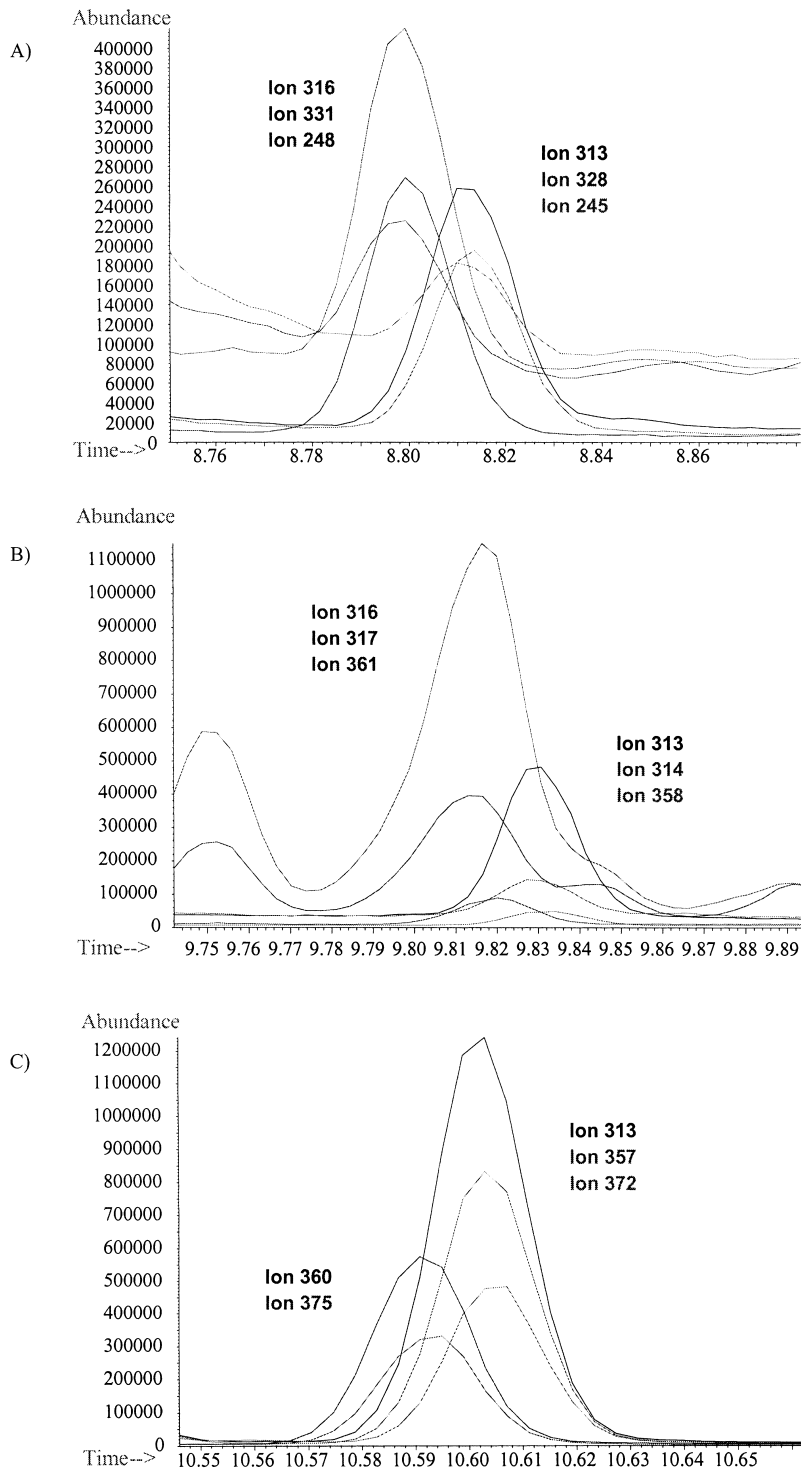 Abundance
A)
400000
380000
360000
340000
320000
300000
280000
260000
240000
220000
200000
180000
160000
140000
120000
100000
80000
60000
40000
20000
0
Ion 316
Ion 331
Ion 248
Ion 313
Ion 328
Ion 245
Time-->
8.76 8.78 8.80 8.82 8.84 8.86
Abundance
B)
1100000
1000000
900000
800000
700000
600000
500000
400000
300000
200000
100000
0
Ion 316
Ion 317
Ion 361
Ion 313
Ion 314
Ion 358
Time-->
9.75 9.76 9.77 9.78 9.79 9.80 9.81 9.82 9.83 9.84 9.85 9.86 9.87 9.88 9.89
Abundance
C)
1200000
1100000
1000000
900000
800000
700000
600000
500000
400000
300000
200000
100000
0
Ion 313
Ion 357
Ion 372
Ion 360
Ion 375
Time-->
10.55 10.56 10.57 10.58 10.59 10.60 10.61 10.62 10.63 10.64 10.65